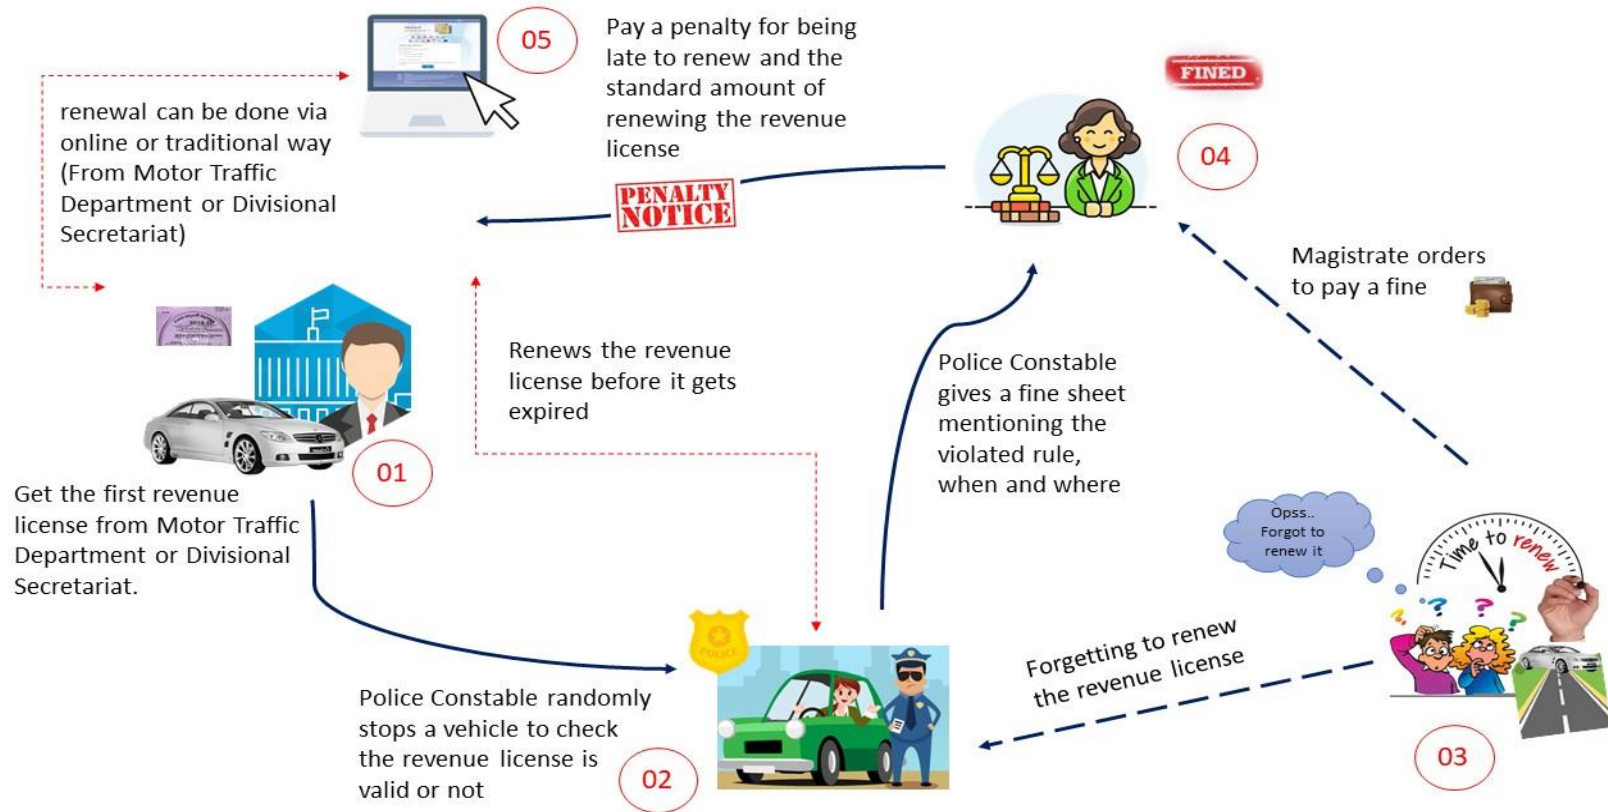 05
Pay a penalty for being
late to renew and the
standard amount of
renewing the revenue
license
renewal can be done via
online or traditional way
(From Motor Traffic
Department or Divisional
Secretariat)
PENALTY
NOTICE
FINED
04
Magistrate orders
to pay a fine
Renews the revenue
license before it gets
expired
Police Constable
gives a fine sheet
mentioning the
violated rule,
when and where
01
Get the first revenue
license from Motor Traffic
Department or Divisional
Secretariat.
Opss..
Forgot to
renew it
Time to renew
? ? ? ?
Forgetting to renew
the revenue license
03
POLICE
Police Constable randomly
stops a vehicle to check
the revenue license is
valid or not
02